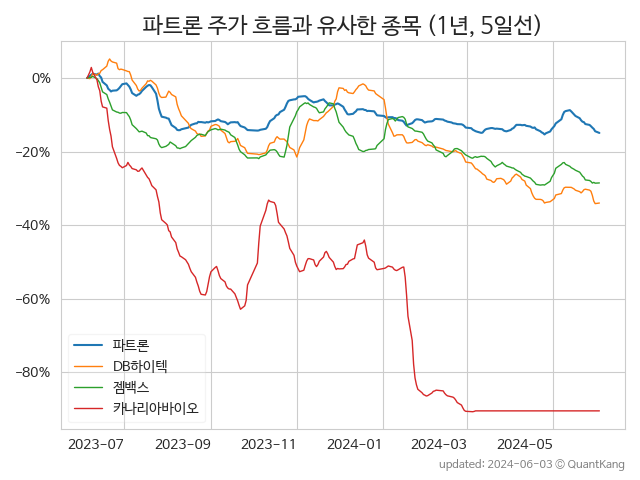 파트론 주가 흐름과 유사한 종목 (1년, 5일선)
0%
−20%
−40%
−60%
−80%
파트론
DB하이텍
젬백스
카나리아바이오
2023-07
2023-09
2023-11
2024-01
2024-03
2024-05
updated: 2024-06-03 © QuantKang